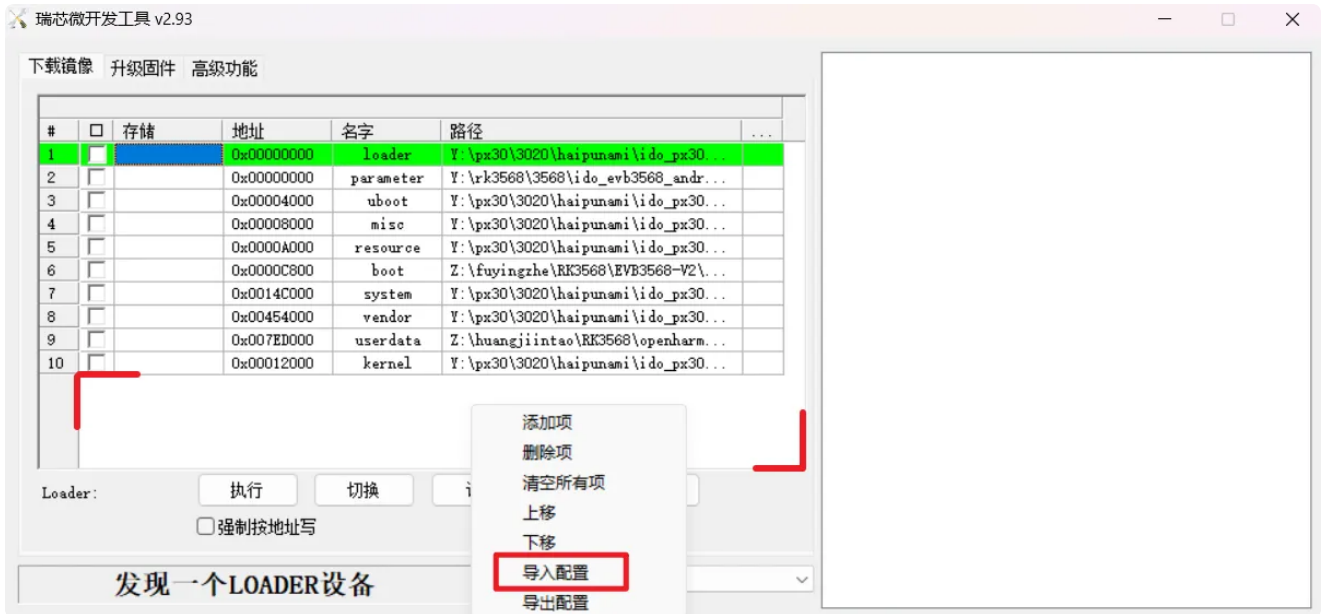 瑞芯微开发工具 v2.93
下载镜像 升级固件 高级功能
# 存储 地址 名字 路径 ...
1 0x00000000 loader Y:\px30\3020\haipunami\ido_px30...
2 0x00000000 parameter Y:\rk3568\3568\ido_evb3568_andr...
3 0x00004000 uboot Y:\px30\3020\haipunami\ido_px30...
4 0x00008000 misc Y:\px30\3020\haipunami\ido_px30...
5 0x0000A000 resource Y:\px30\3020\haipunami\ido_px30...
6 0x0000C800 boot Z:\fuyingzhe\RK3568\EVB3568-V2\...
7 0x0014C000 system Y:\px30\3020\haipunami\ido_px30...
8 0x00454000 vendor Y:\px30\3020\haipunami\ido_px30...
9 0x007ED000 userdata Z:\huangjiintao\RK3568\openharm...
10 0x00012000 kernel Y:\px30\3020\haipunami\ido_px30...
添加项
删除项
清空所有项
上移
下移
导入配置
导出配置
Loader: 执行 切换
强制按地址写
发现一个LOADER设备